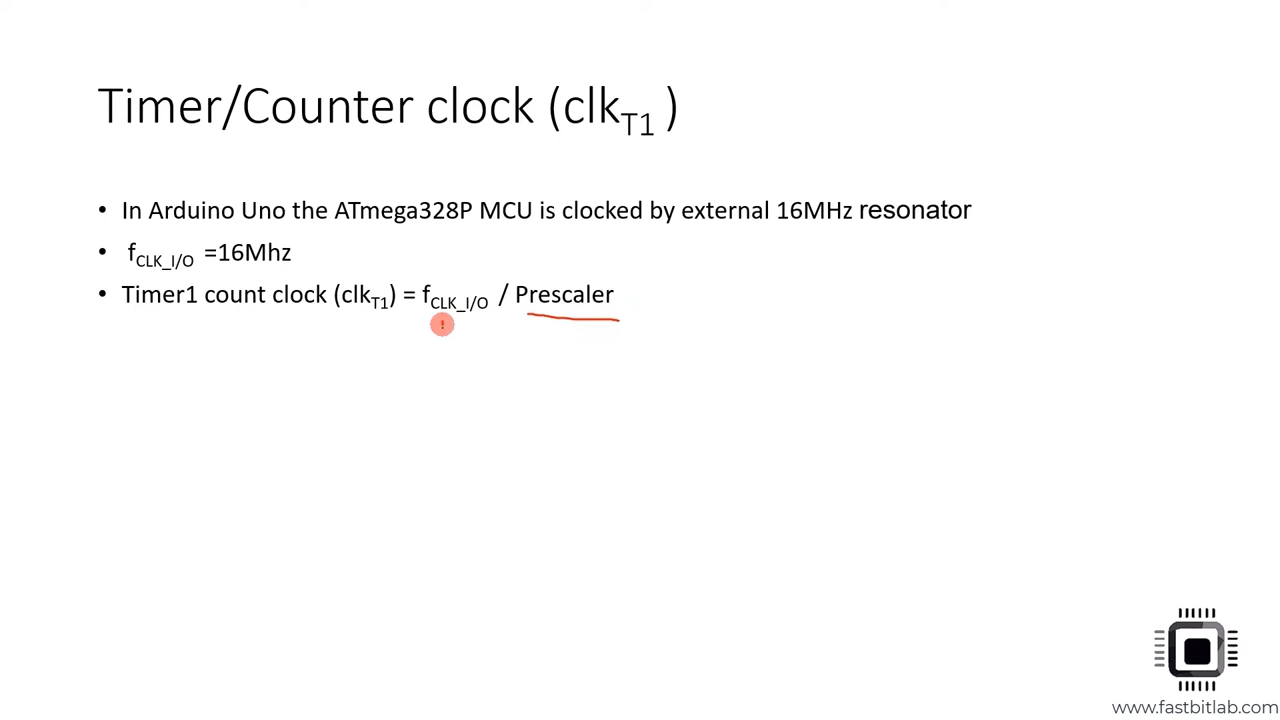 Timer/Counter clock (clkT1 )
• In Arduino Uno the ATmega328P MCU is clocked by external 16MHz resonator
• fCLK_I/O =16Mhz
• Timer1 count clock (clkT1) = fCLK_I/O / Prescaler
www.fastbitlab.com